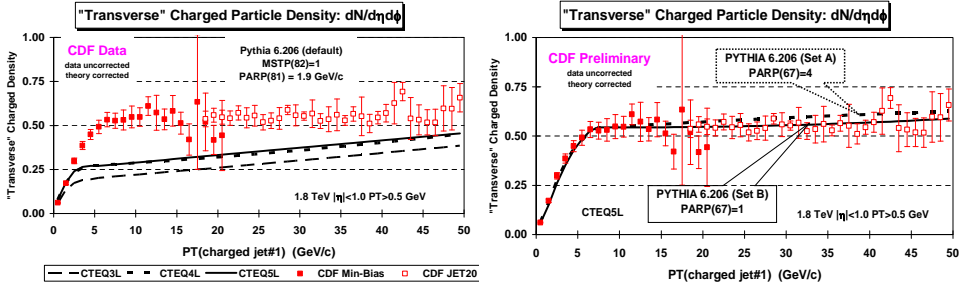 "Transverse" Charged Particle Density: dN/dηdϕ
CDF Data
data uncorrected
theory corrected
Pythia 6.206 (default)
MSTP(82)=1
PARP(81) = 1.9 GeV/c
"Transverse" Charged Density
1.00
0.75
0.50
0.25
0.00
1.8 TeV |η|<1.0 PT>0.5 GeV
0 5 10 15 20 25 30 35 40 45 50
PT(charged jet#1) (GeV/c)
CTEQ3L CTEQ4L CTEQ5L CDF Min-Bias CDF JET20
"Transverse" Charged Particle Density: dN/dηdϕ
CDF Preliminary
data uncorrected
theory corrected
PYTHIA 6.206 (Set A)
PARP(67)=4
"Transverse" Charged Density
1.00
0.75
0.50
0.25
0.00
PYTHIA 6.206 (Set B)
PARP(67)=1
CTEQ5L
1.8 TeV |η|<1.0 PT>0.5 GeV
0 5 10 15 20 25 30 35 40 45 50
PT(charged jet#1) (GeV/c)